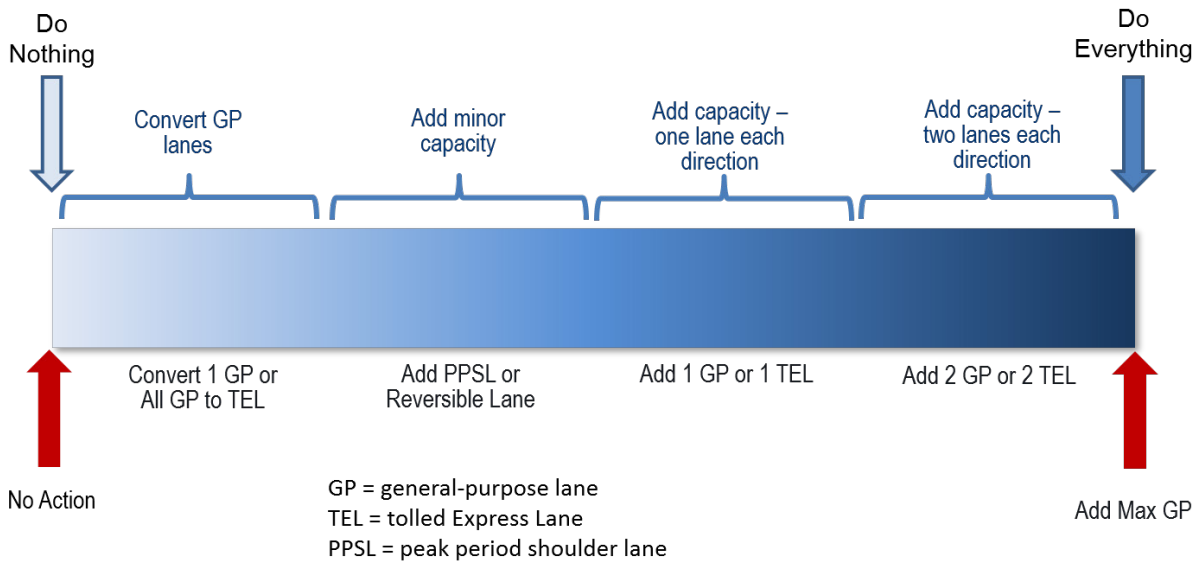 Do
Nothing
Do
Everything
Convert GP
lanes
Add minor
capacity
Add capacity –
one lane each
direction
Add capacity –
two lanes each
direction
Convert 1 GP or
All GP to TEL
Add PPSL or
Reversible Lane
Add 1 GP or 1 TEL
Add 2 GP or 2 TEL
No Action
Add Max GP
GP = general-purpose lane
TEL = tolled Express Lane
PPSL = peak period shoulder lane